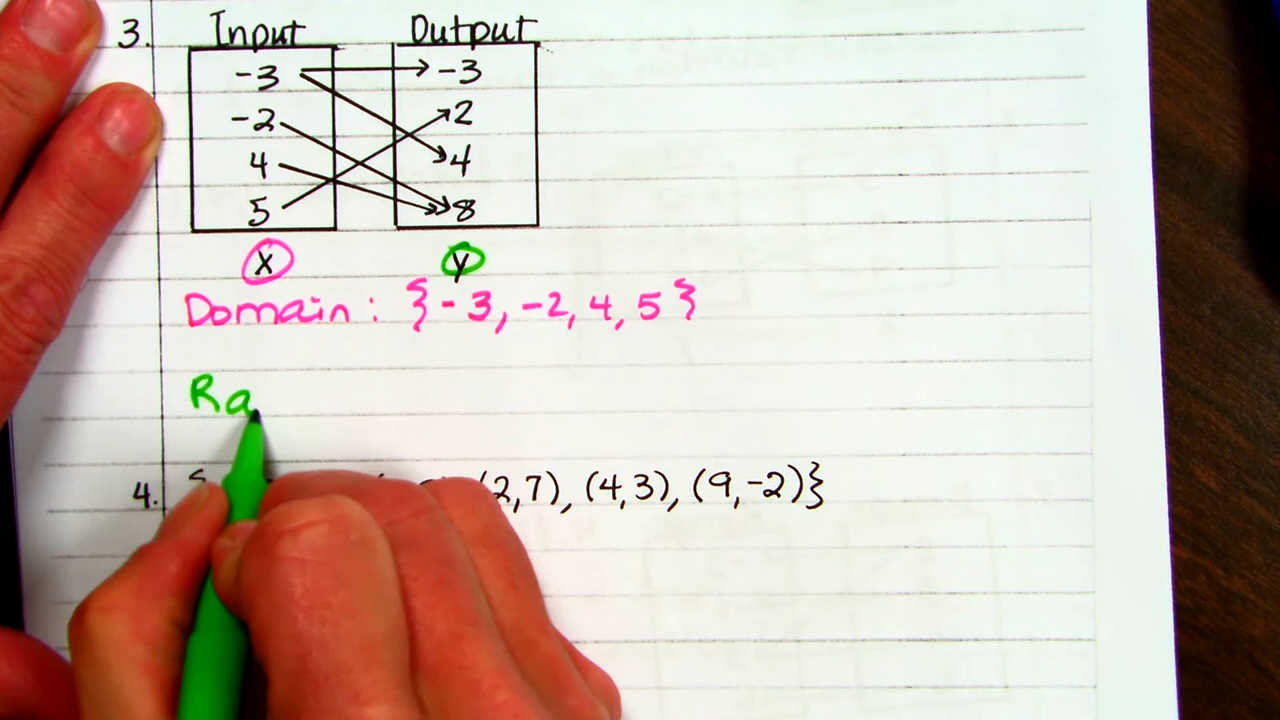 3. Input Output
-3 -3
-2 2
4 4
5 8
x y
Domain: {-3, -2, 4, 5}
Ra
4. { 2,7), (4,3), (9,-2)}